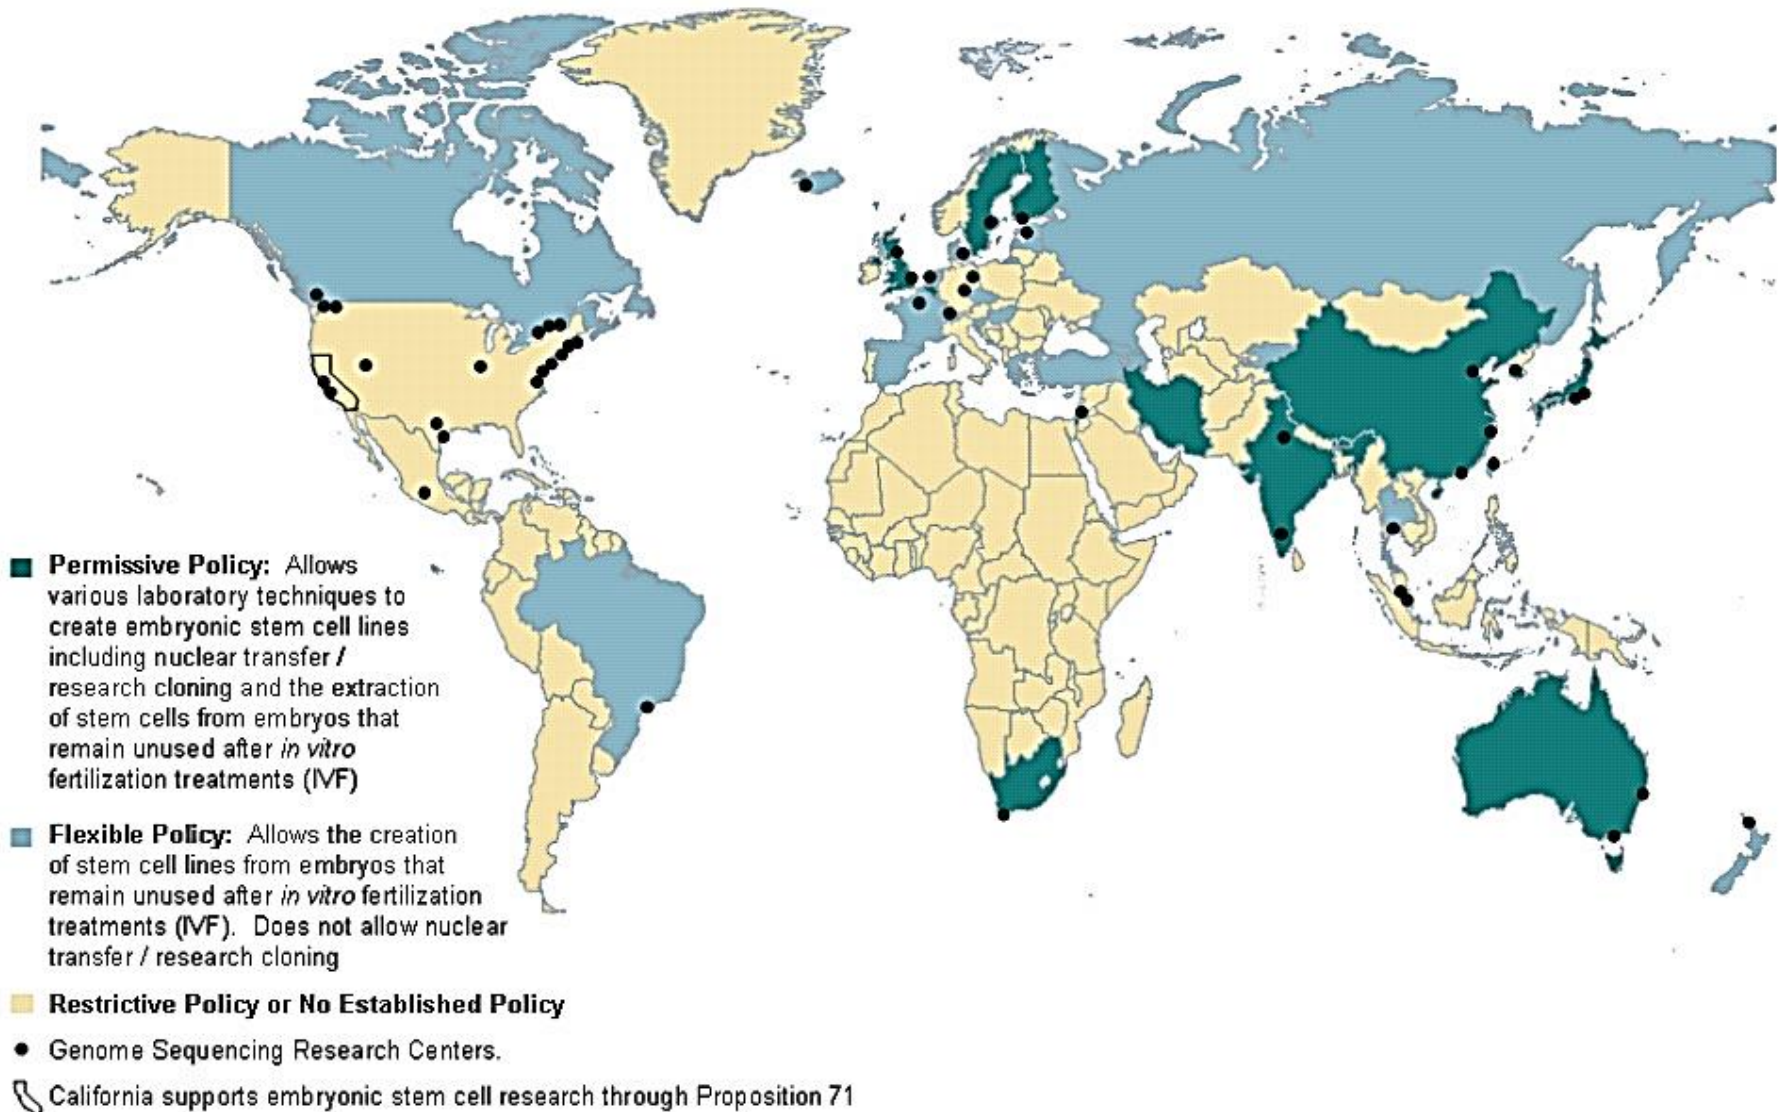 Permissive Policy: Allows
various laboratory techniques to
create embryonic stem cell lines
including nuclear transfer /
research cloning and the extraction
of stem cells from embryos that
remain unused after in vitro
fertilization treatments (IVF)
Flexible Policy: Allows the creation
of stem cell lines from embryos that
remain unused after in vitro fertilization
treatments (IVF). Does not allow nuclear
transfer / research cloning
Restrictive Policy or No Established Policy
Genome Sequencing Research Centers.
California supports embryonic stem cell research through Proposition 71